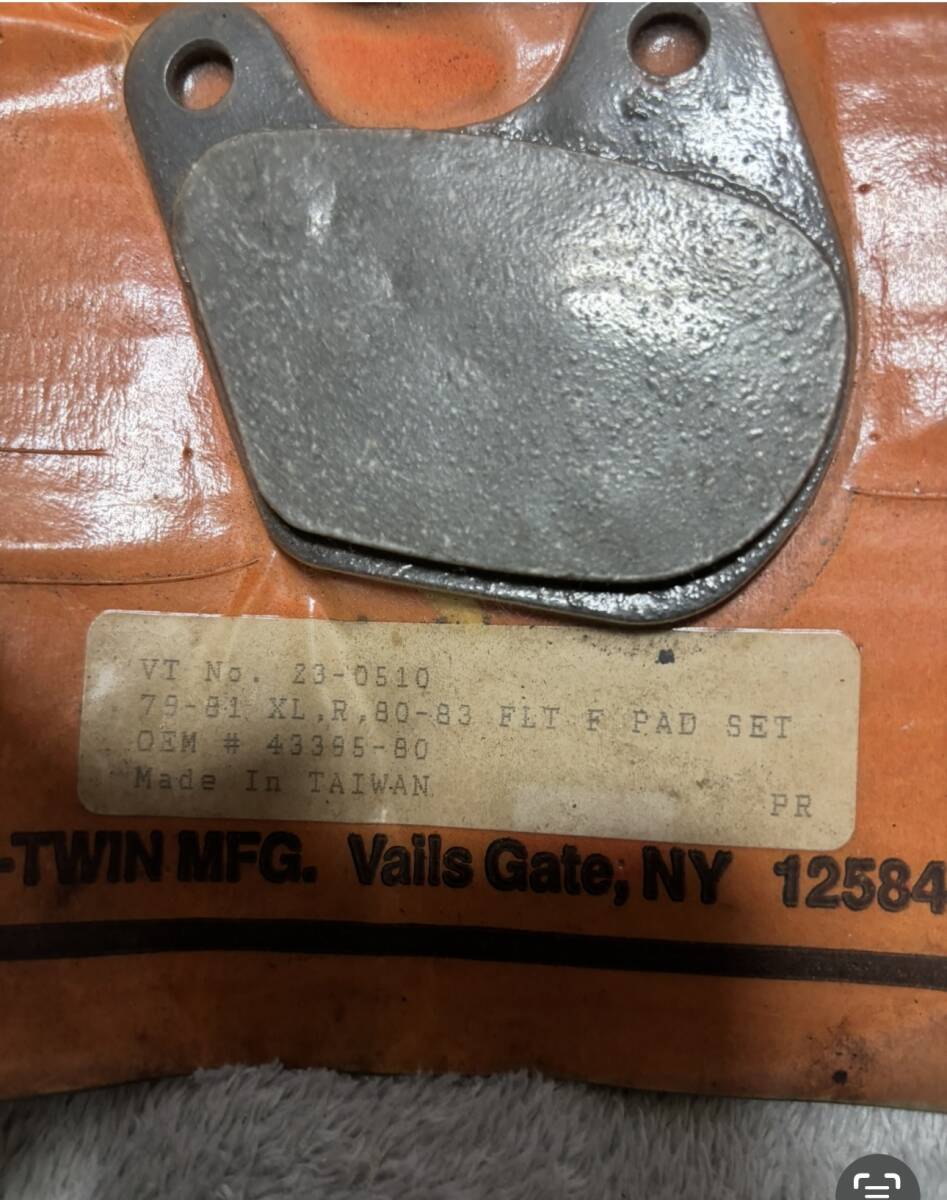 VT No. 23-0510
79-81 XL,R,80-83 FLT F PAD SET
OEM # 43395-80
Made In TAIWAN
PR
-TWIN MFG. Vails Gate, NY 12584